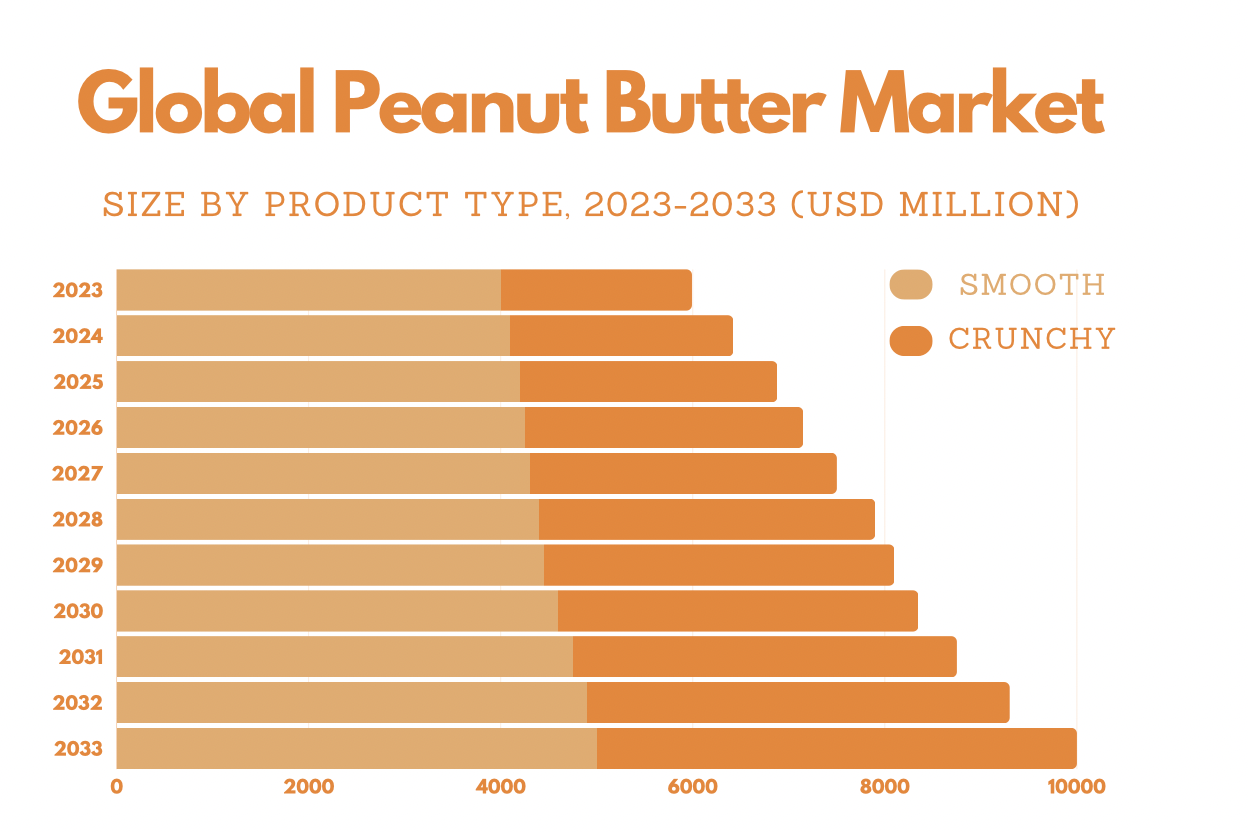 Global Peanut Butter Market
SIZE BY PRODUCT TYPE, 2023-2033 (USD MILLION)
SMOOTH
CRUNCHY
2023
2024
2025
2026
2027
2028
2029
2030
2031
2032
2033
0 2000 4000 6000 8000 10000